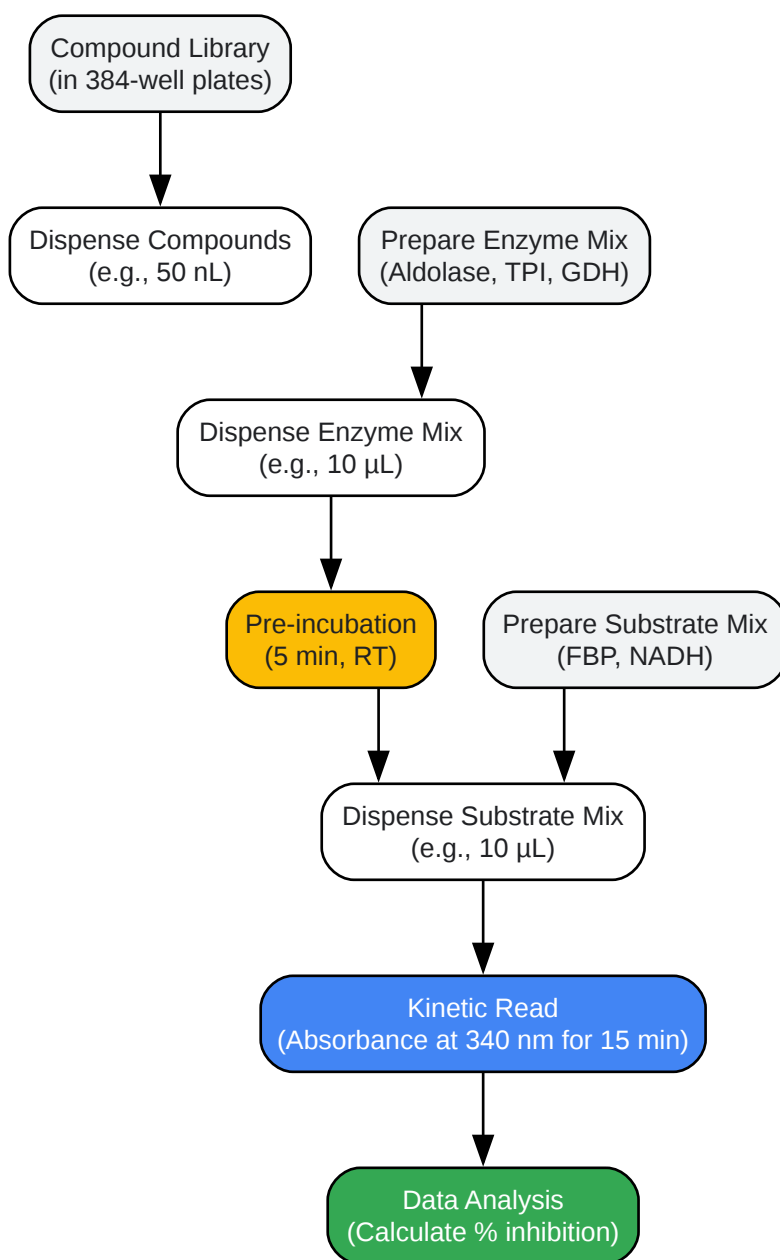 Compound Library
(in 384-well plates)
Dispense Compounds
(e.g., 50 nL)
Prepare Enzyme Mix
(Aldolase, TPI, GDH)
Dispense Enzyme Mix
(e.g., 10 µL)
Pre-incubation
(5 min, RT)
Prepare Substrate Mix
(FBP, NADH)
Dispense Substrate Mix
(e.g., 10 µL)
Kinetic Read
(Absorbance at 340 nm for 15 min)
Data Analysis
(Calculate % inhibition)